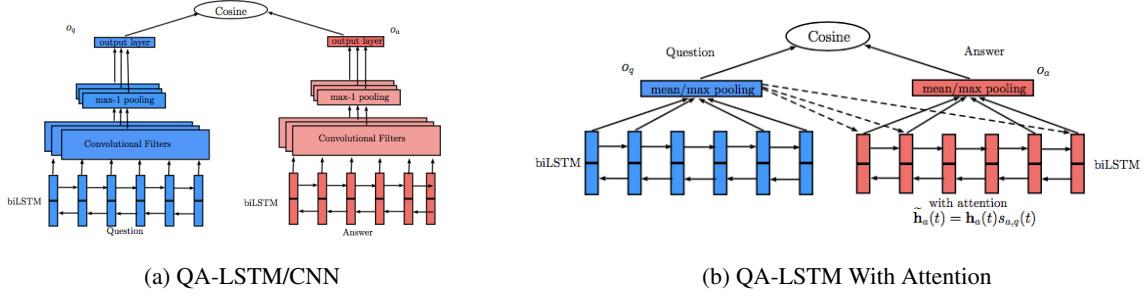 Cosine
o_q
o_a
output layer
output layer
max-1 pooling
max-1 pooling
Convolutional Filters
Convolutional Filters
biLSTM
biLSTM
Question
Answer
(a) QA-LSTM/CNN
Cosine
Question
Answer
o_q
o_a
mean/max pooling
mean/max pooling
biLSTM
biLSTM
with attention
h̃_a(t) = h_a(t)s_{a,q}(t)
(b) QA-LSTM With Attention